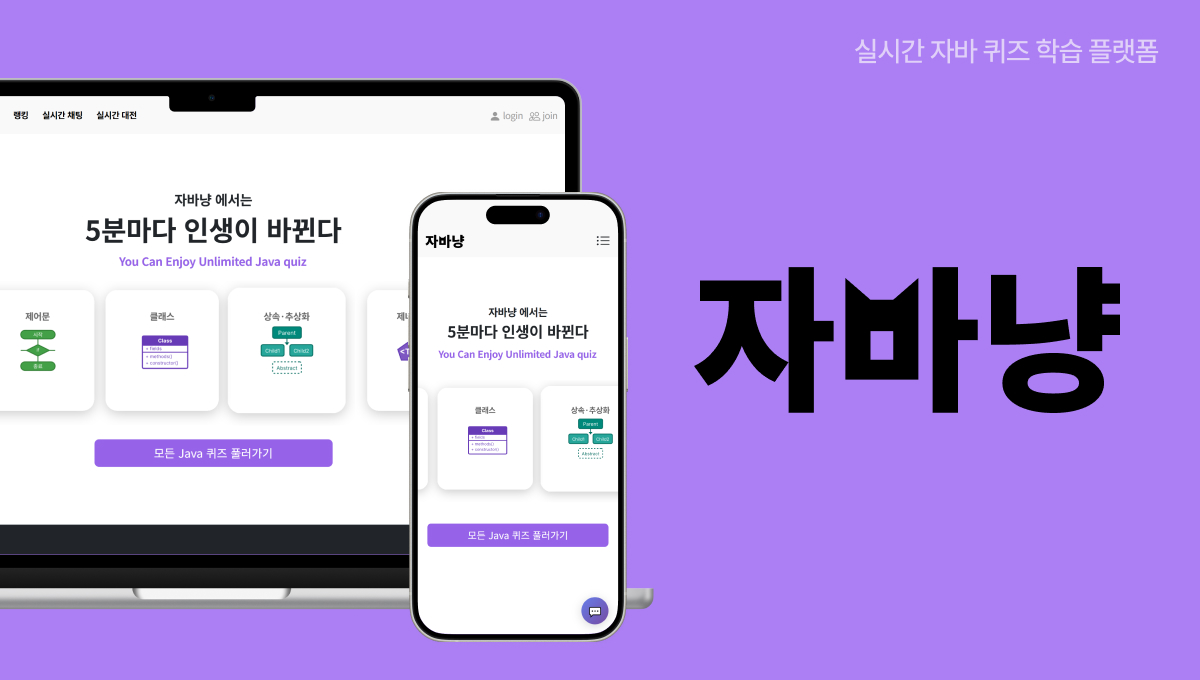 실시간 자바 퀴즈 학습 플랫폼
랭킹 실시간 채팅 실시간 대전 login join
자바냥 에서는
5분마다 인생이 바뀐다
You Can Enjoy Unlimited Java quiz
제어문 클래스 상속·추상화
시작
종료
Class
+ fields
+ methods()
+ constructor()
Parent
Child1 Child2
Abstract
모든 Java 퀴즈 풀러가기
자바냥
자바냥 에서는
5분마다 인생이 바뀐다
You Can Enjoy Unlimited Java quiz
클래스 상속·추상화
Class
+ fields
+ methods()
+ constructor()
Parent
Child1 Child2
Abstract
모든 Java 퀴즈 풀러가기
자바냥